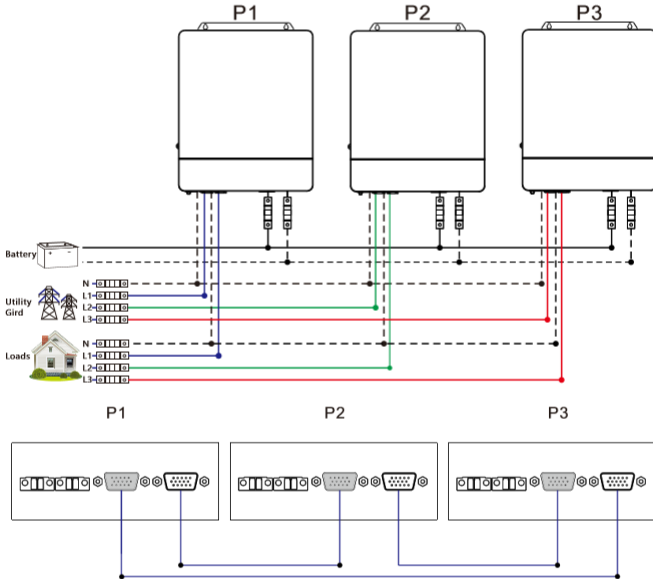 P1 P2 P3
Battery
N
Utility L1
Gird L2
L3
N
Loads L1
L2
L3
P1 P2 P3